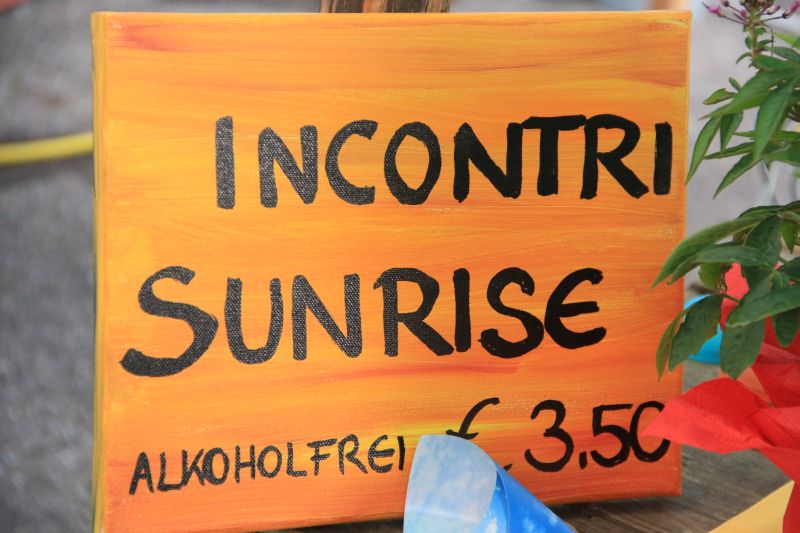 INCONTRI
SUNRISE
ALKOHOLFREI € 3,50